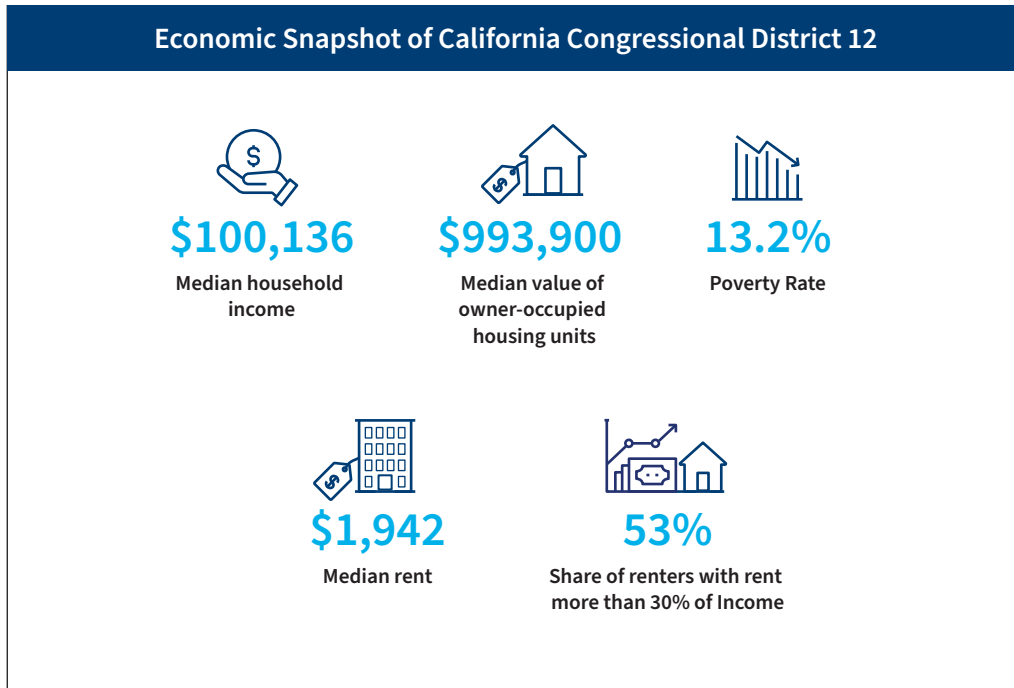 Economic Snapshot of California Congressional District 12
$
$
$100,136
$993,900
13.2%
Median household
income
Median value of
owner-occupied
housing units
Poverty Rate
$
$1,942
53%
Median rent
Share of renters with rent
more than 30% of Income